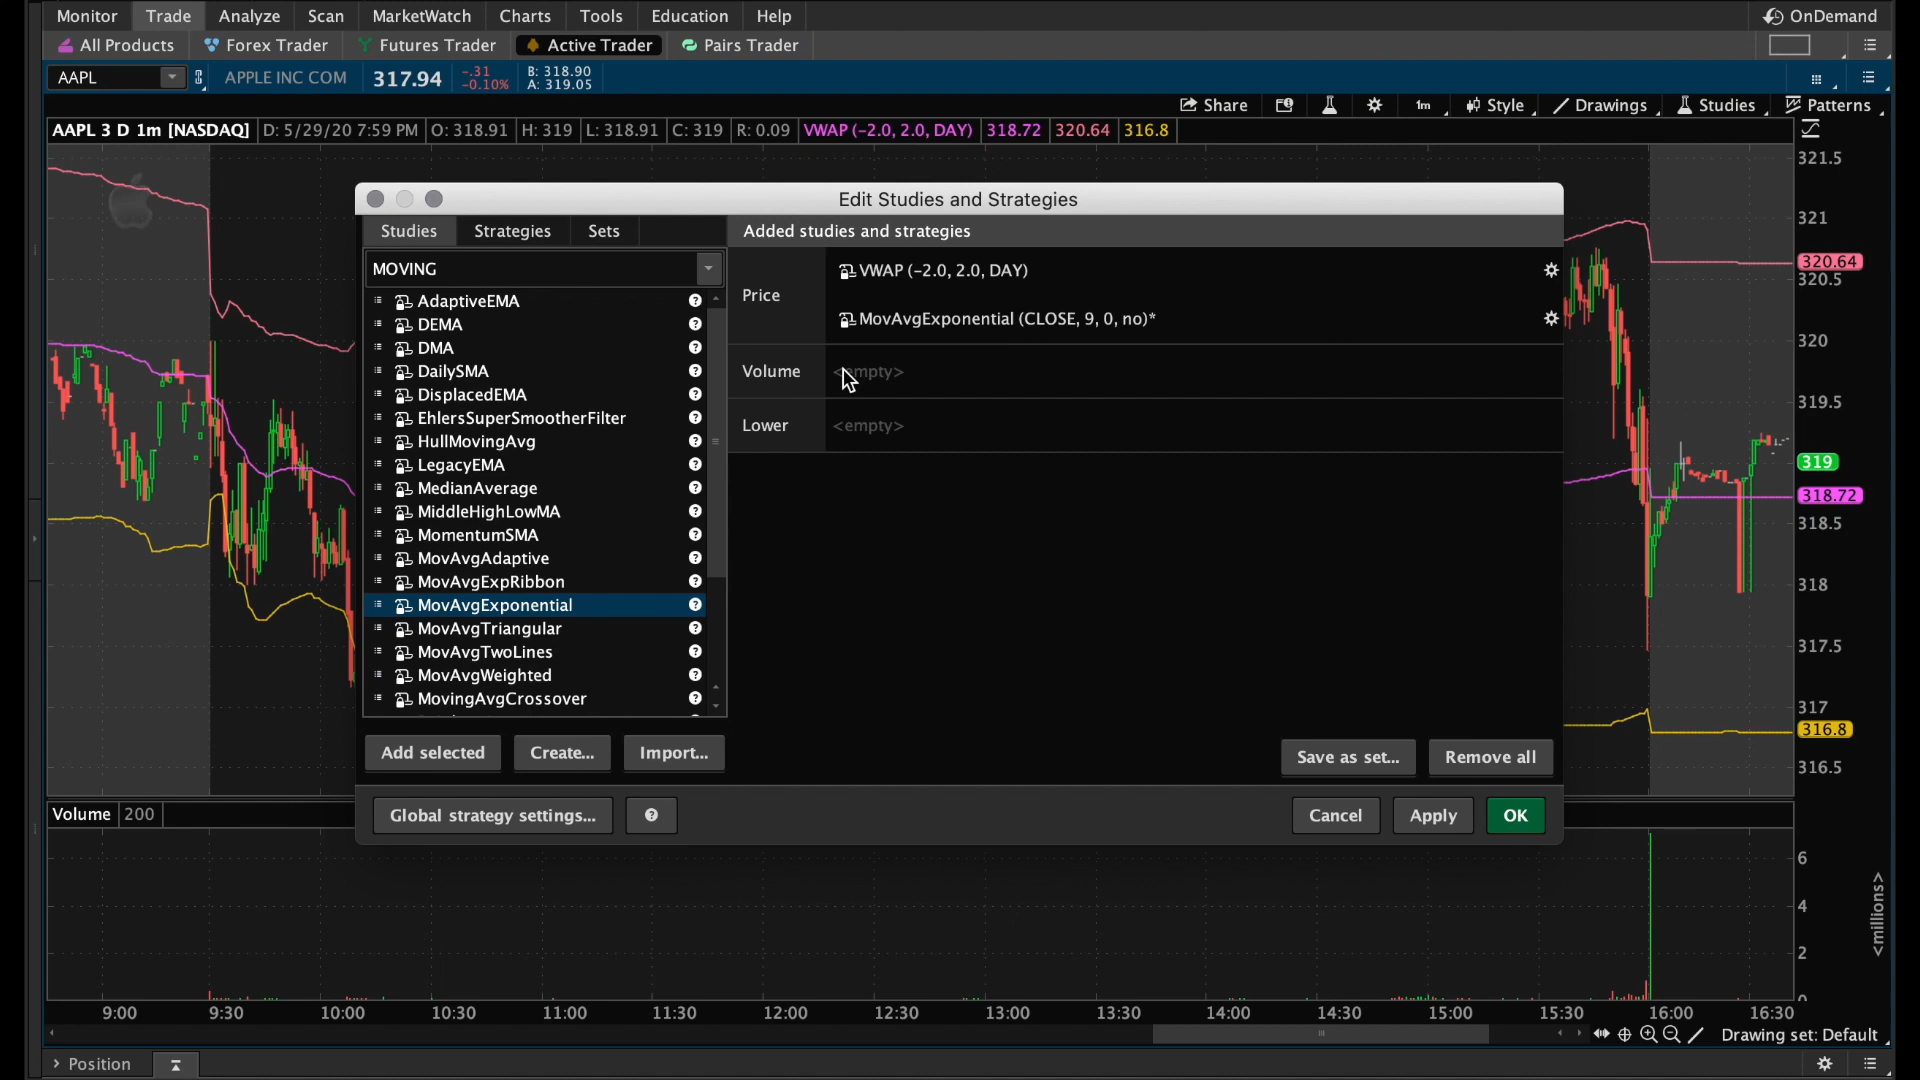 Monitor Trade Analyze Scan MarketWatch Charts Tools Education Help OnDemand
All Products Forex Trader Futures Trader Active Trader Pairs Trader
AAPL APPLE INC COM 317.94 -.31 B: 318.90
-0.10% A: 319.05
Share 1m Style Drawings Studies Patterns
AAPL 3 D 1m [NASDAQ] D: 5/29/20 7:59 PM O: 318.91 H: 319 L: 318.91 C: 319 R: 0.09 VWAP (-2.0, 2.0, DAY) 318.72 320.64 316.8
321.5
321
320.64
320.5
320
319.5
319
318.72
318.5
318
317.5
317
316.8
316.5
Edit Studies and Strategies
Studies Strategies Sets
MOVING
AdaptiveEMA
DEMA
DMA
DailySMA
DisplacedEMA
EhlersSuperSmootherFilter
HullMovingAvg
LegacyEMA
MedianAverage
MiddleHighLowMA
MomentumSMA
MovAvgAdaptive
MovAvgExpRibbon
MovAvgExponential
MovAvgTriangular
MovAvgTwoLines
MovAvgWeighted
MovingAvgCrossover
Add selected Create... Import...
Added studies and strategies
Price
VWAP (-2.0, 2.0, DAY)
MovAvgExponential (CLOSE, 9, 0, no)*
Volume
Lower <empty>
Save as set... Remove all
Global strategy settings... ? Cancel Apply OK
Volume 200
6
4
2
0
<millions>
9:00 9:30 10:00 10:30 11:00 11:30 12:00 12:30 13:00 13:30 14:00 14:30 15:00 15:30 16:00 16:30
Drawing set: Default
> Position